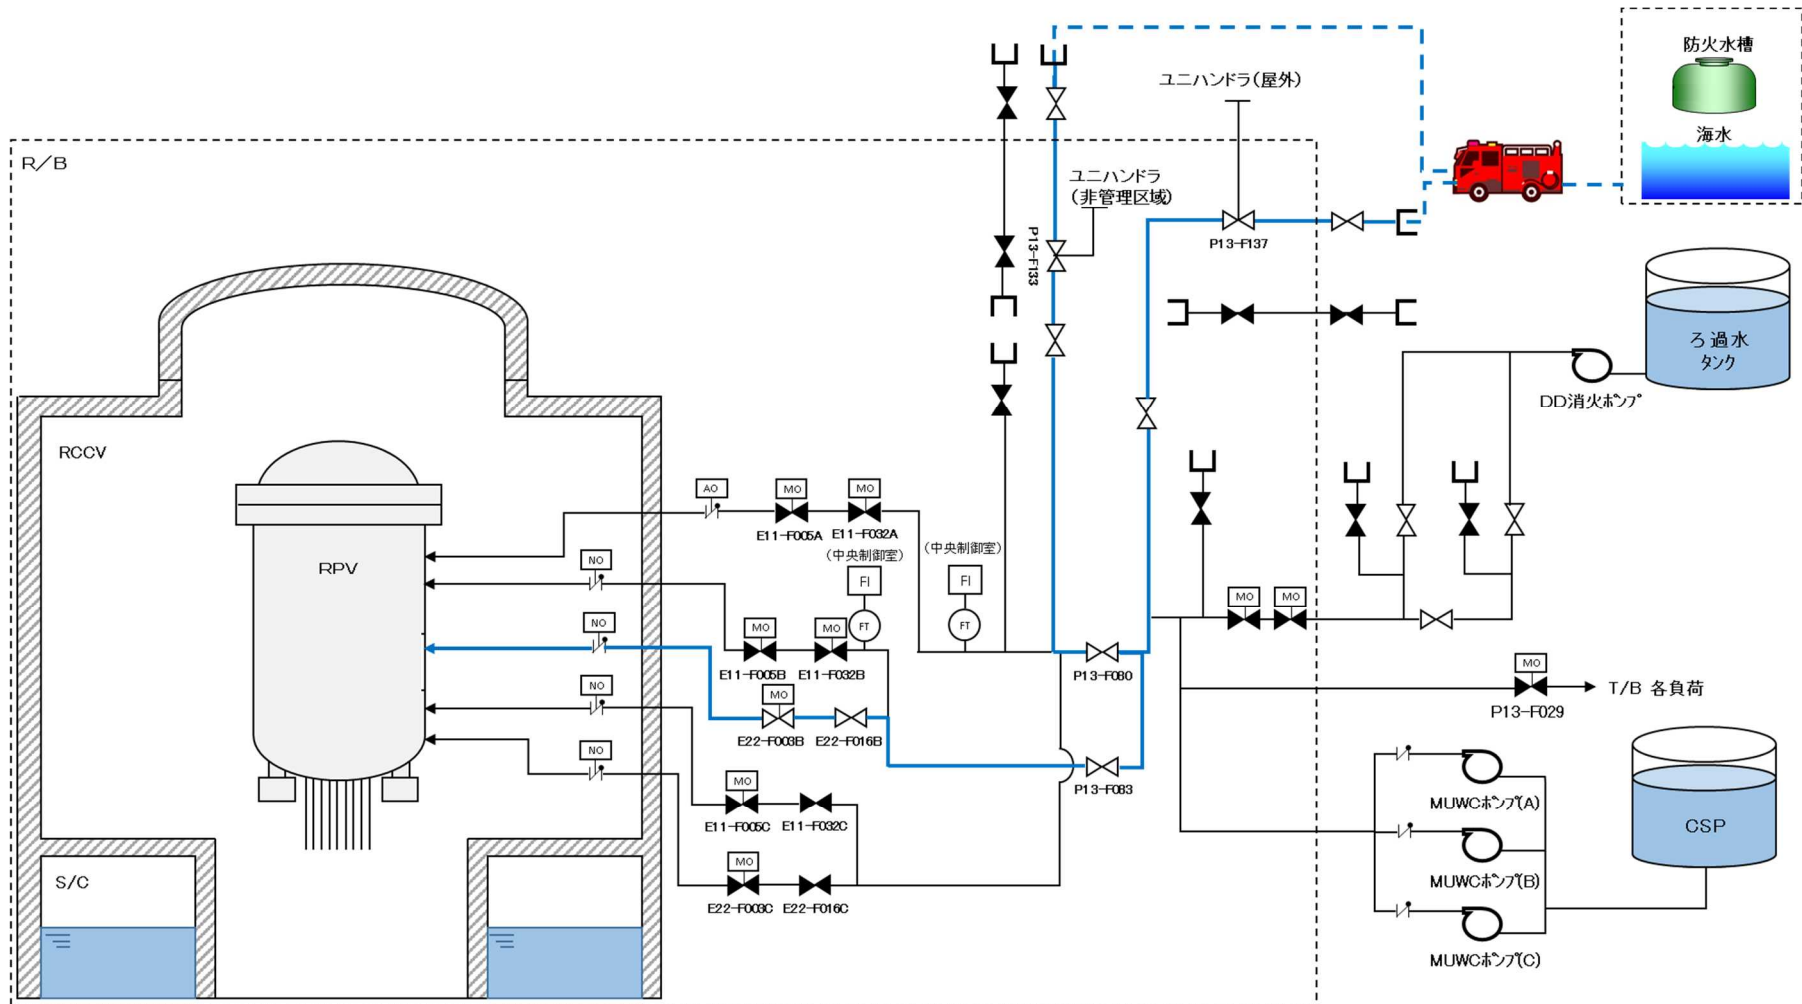 防火水槽
海水
ユニハンドラ(屋外)
R/B
ユニハンドラ
(非管理区域)
P13-F133
P13-F137
ろ過水
タンク
DD消火ポンプ
RCCV
AO
MO
MO
E11-F005A
E11-F032A
(中央制御室)
(中央制御室)
RPV
NO
FI
FI
FT
FT
MO
MO
NO
MO
MO
E11-F005B
E11-F032B
P13-F080
NO
MO
E22-F003B
E22-F016B
MO
T/B 各負荷
P13-F029
NO
P13-F083
MO
E11-F005C
E11-F032C
MUWCポンプ(A)
CSP
S/C
MO
E22-F003C
E22-F016C
MUWCポンプ(B)
MUWCポンプ(C)